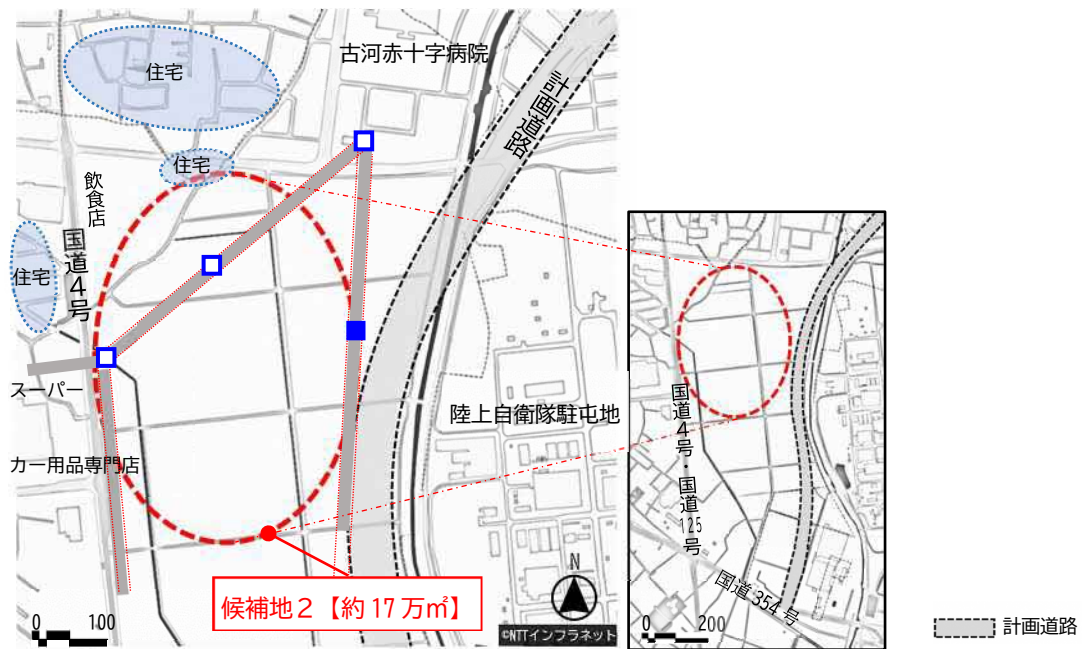 古河赤十字病院
住宅
計画道路
住宅
飲食店
国道4号
住宅
スーパー
陸上自衛隊駐屯地
カー用品専門店
候補地2【約17万㎡】
N
0 100
©NTTインフラネット
国道4号・国道125号
国道354号
0 200
計画道路